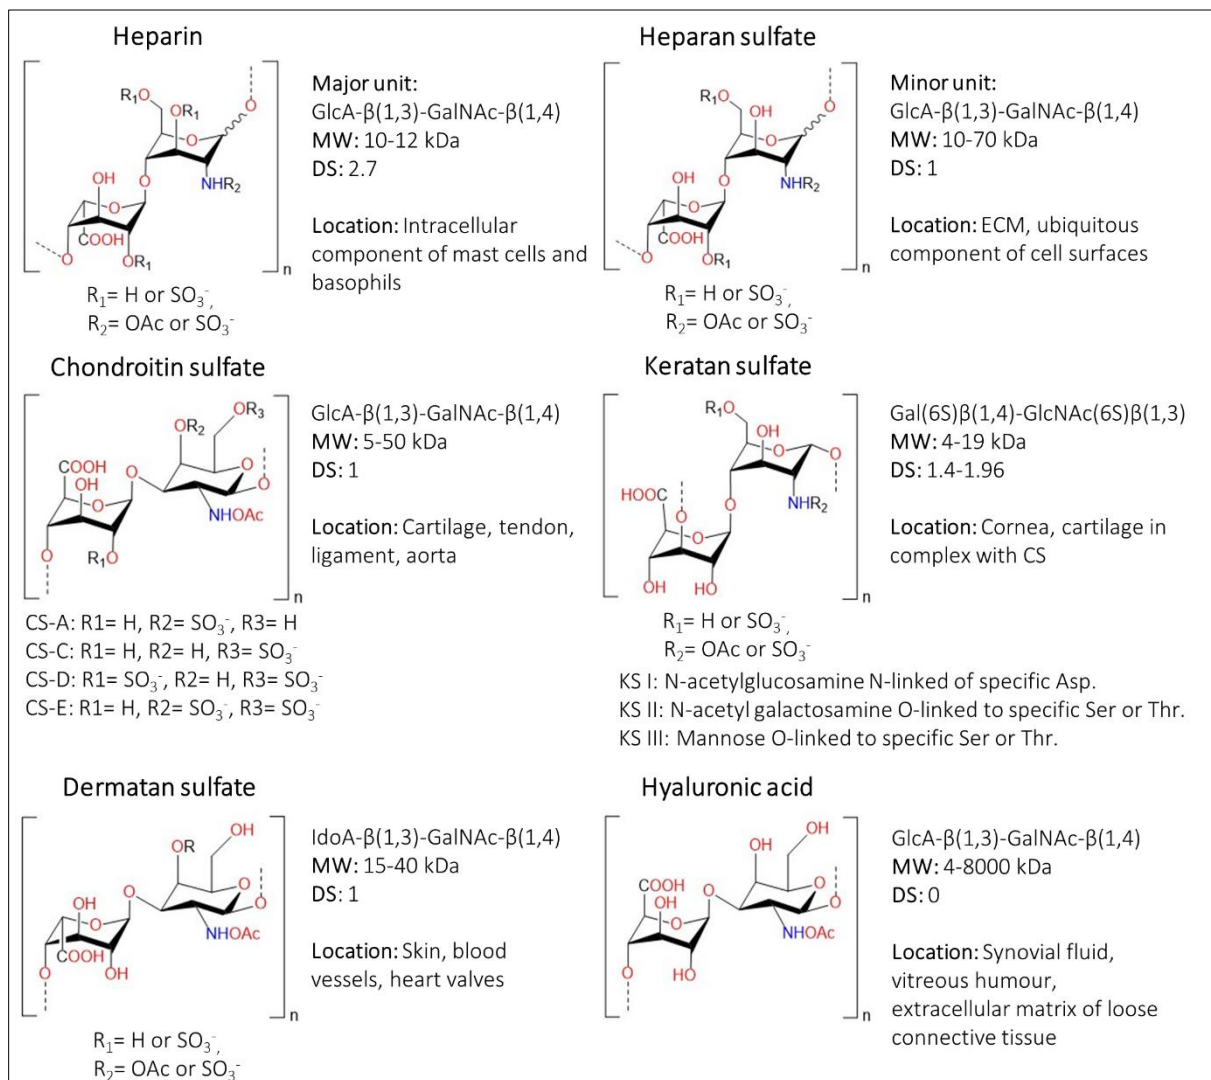 Heparin
R₁O
OR₁
O
O
O
NHR₂
OH
O
COOH
OR₁
O
n
R₁= H or SO₃⁻,
R₂= OAc or SO₃⁻
Major unit:
GlcA-β(1,3)-GalNAc-β(1,4)
MW: 10-12 kDa
DS: 2.7
Location: Intracellular
component of mast cells and
basophils
Heparan sulfate
R₁O
OH
O
O
O
NHR₂
OH
O
COOH
OR₁
O
n
R₁= H or SO₃⁻,
R₂= OAc or SO₃⁻
Minor unit:
GlcA-β(1,3)-GalNAc-β(1,4)
MW: 10-70 kDa
DS: 1
Location: ECM, ubiquitous
component of cell surfaces
Chondroitin sulfate
OR₃
OR₂
COOH
OH
O
O
O
O
NHOAc
R₁O
O
n
GlcA-β(1,3)-GalNAc-β(1,4)
MW: 5-50 kDa
DS: 1
Location: Cartilage, tendon,
ligament, aorta
CS-A: R1= H, R2= SO₃⁻, R3= H
CS-C: R1= H, R2= H, R3= SO₃⁻
CS-D: R1= SO₃⁻, R2= H, R3= SO₃⁻
CS-E: R1= H, R2= SO₃⁻, R3= SO₃⁻
Keratan sulfate
R₁O
OH
O
O
NHR₂
HOOC
O
O
O
OH
HO
n
R₁= H or SO₃⁻,
R₂= OAc or SO₃⁻
Gal(6S)β(1,4)-GlcNAc(6S)β(1,3)
MW: 4-19 kDa
DS: 1.4-1.96
Location: Cornea, cartilage in
complex with CS
KS I: N-acetylglucosamine N-linked of specific Asp.
KS II: N-acetyl galactosamine O-linked to specific Ser or Thr.
KS III: Mannose O-linked to specific Ser or Thr.
Dermatan sulfate
OH
OR
O
O
O
O
NHOAc
OH
COOH
OH
O
n
R₁= H or SO₃⁻,
R₂= OAc or SO₃⁻
IdoA-β(1,3)-GalNAc-β(1,4)
MW: 15-40 kDa
DS: 1
Location: Skin, blood
vessels, heart valves
Hyaluronic acid
OH
OH
COOH
OH
O
O
O
O
NHOAc
HO
O
n
GlcA-β(1,3)-GalNAc-β(1,4)
MW: 4-8000 kDa
DS: 0
Location: Synovial fluid,
vitreous humour,
extracellular matrix of loose
connective tissue